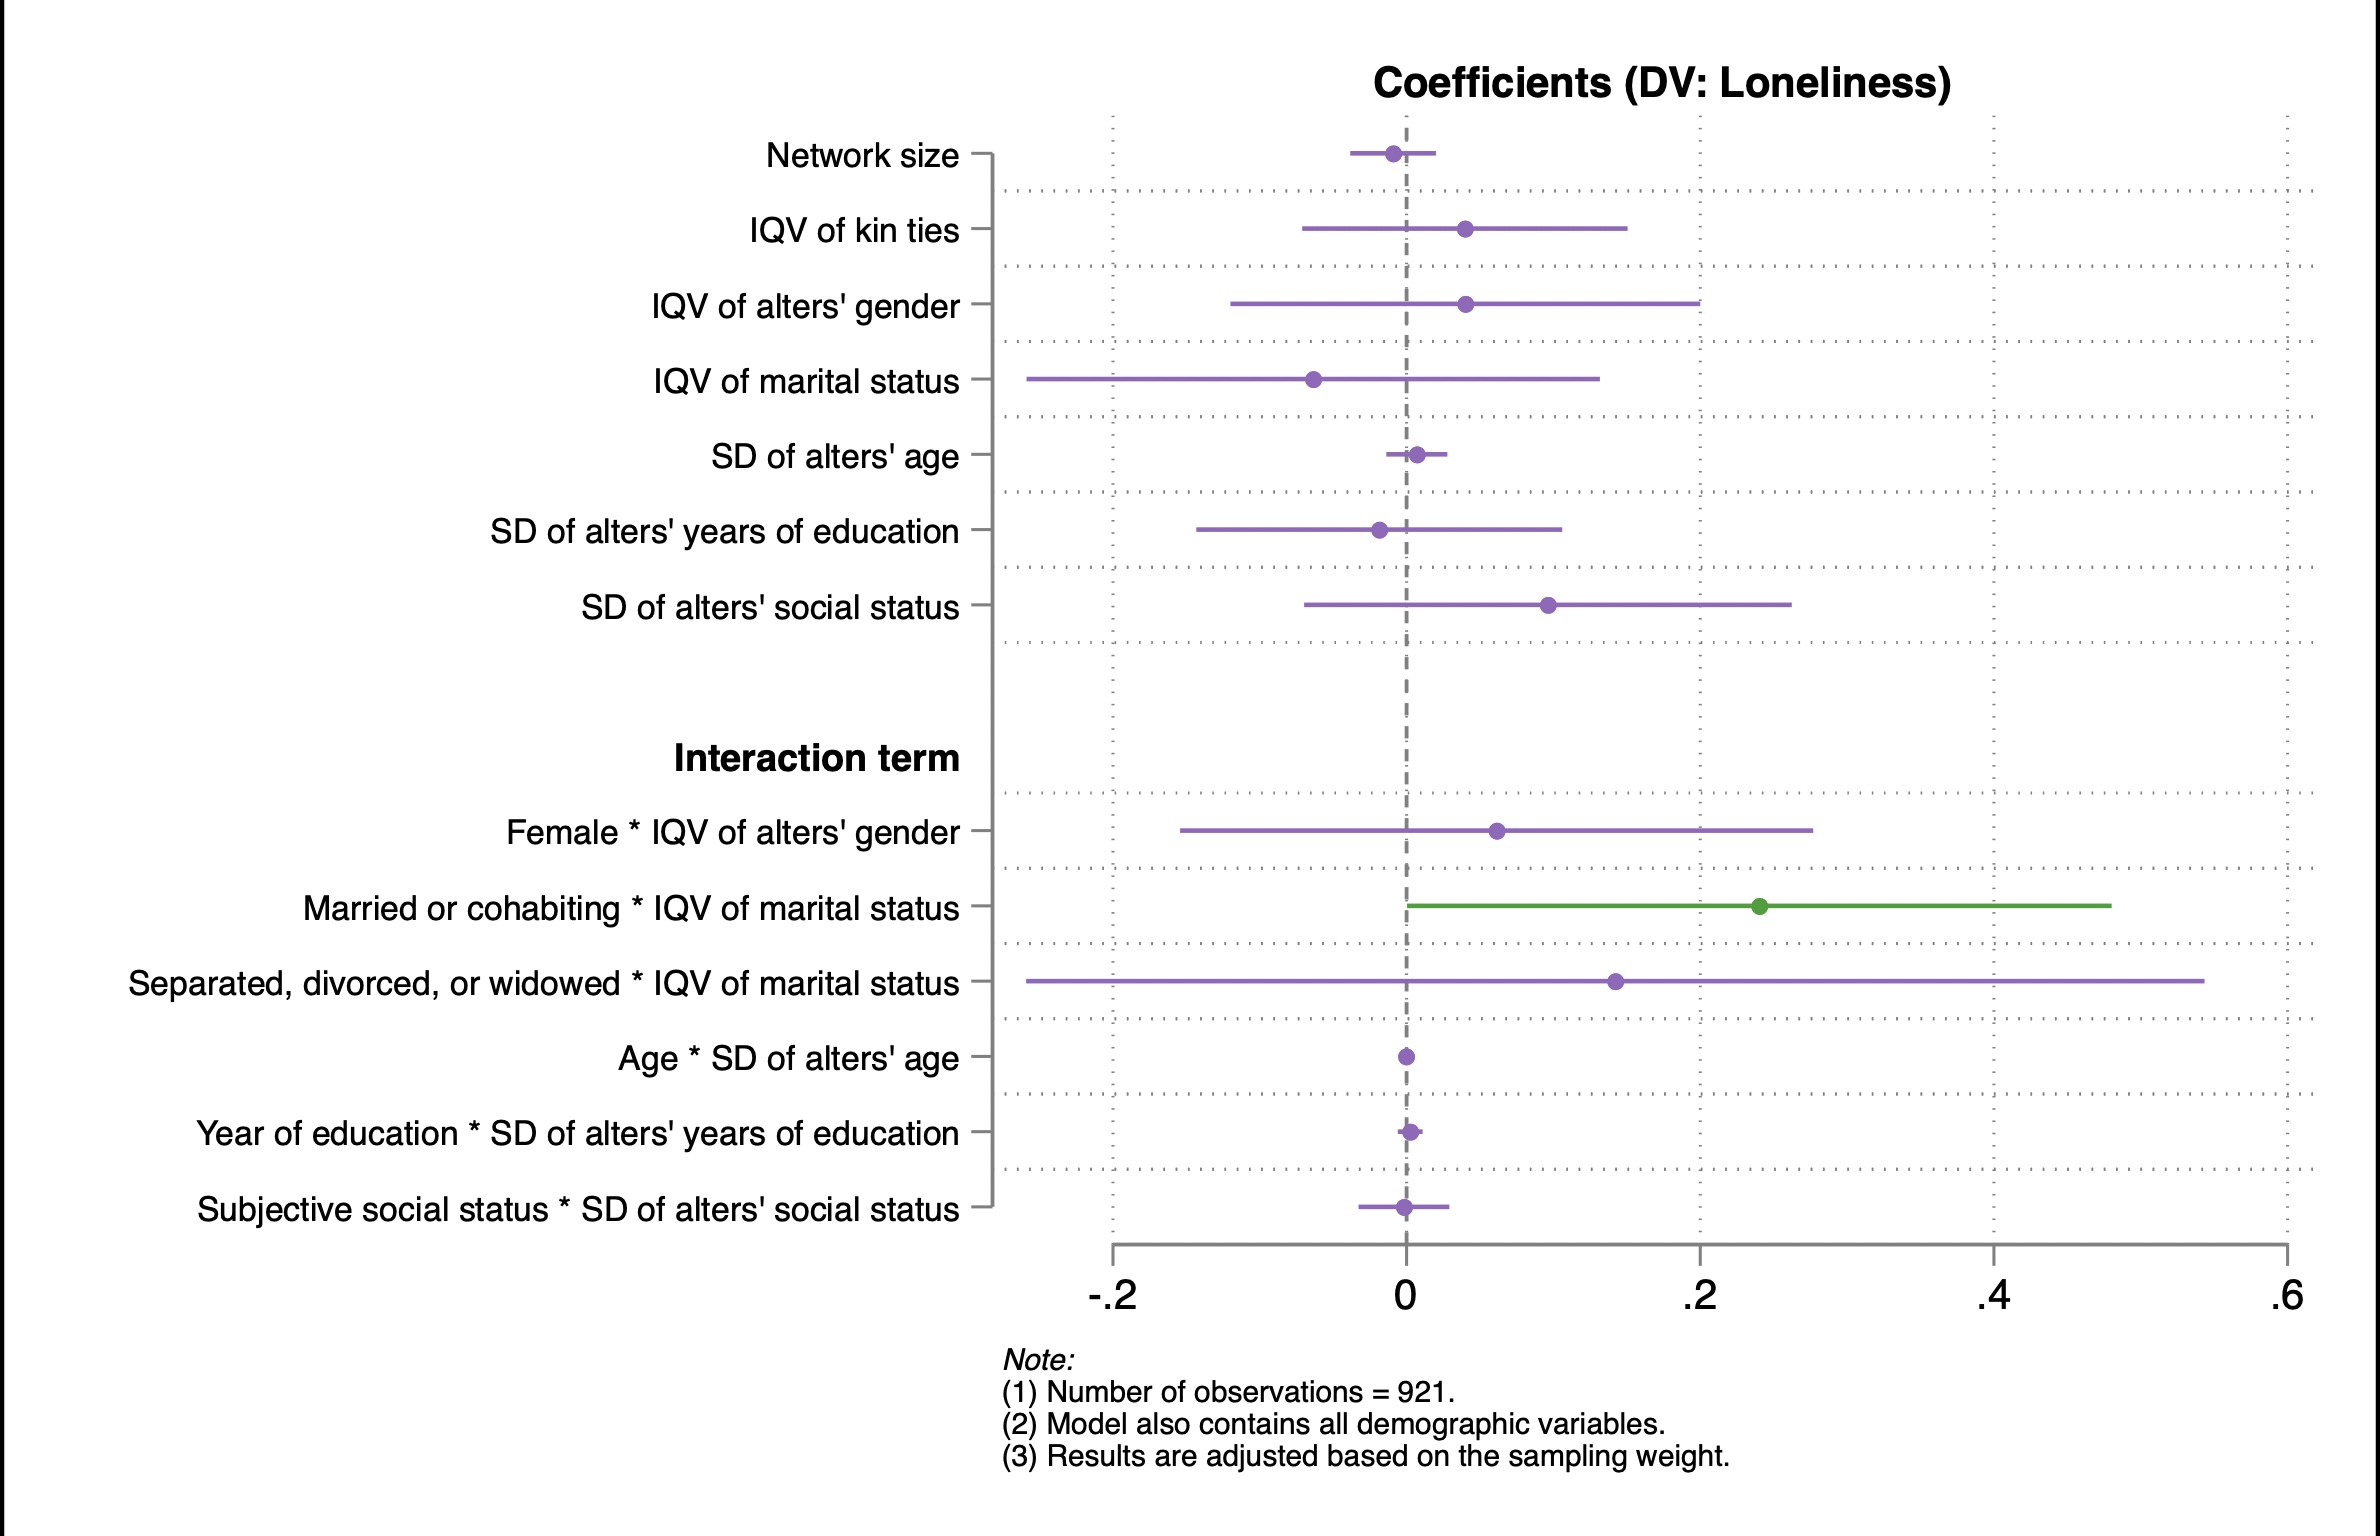 Coefficients (DV: Loneliness)
Network size
IQV of kin ties
IQV of alters' gender
IQV of marital status
SD of alters' age
SD of alters' years of education
SD of alters' social status
Interaction term
Female * IQV of alters' gender
Married or cohabiting * IQV of marital status
Separated, divorced, or widowed * IQV of marital status
Age * SD of alters' age
Year of education * SD of alters' years of education
Subjective social status * SD of alters' social status
-.2 0 .2 .4 .6
Note:
(1) Number of observations = 921.
(2) Model also contains all demographic variables.
(3) Results are adjusted based on the sampling weight.